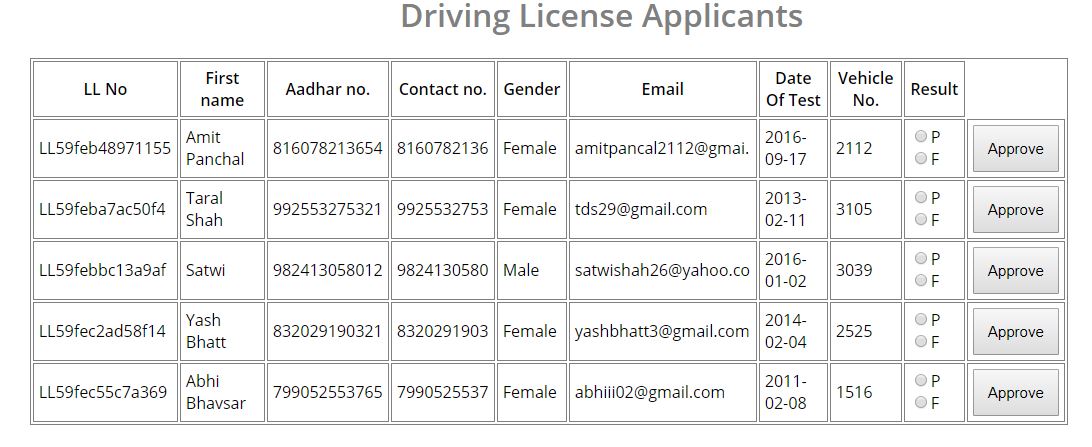 Driving License Applicants
LL No First name Aadhar no. Contact no. Gender Email Date Of Test Vehicle No. Result
LL59feb48971155 Amit Panchal 816078213654 8160782136 Female amitpancal2112@gmai. 2016-09-17 2112 P F Approve
LL59feba7ac50f4 Taral Shah 992553275321 9925532753 Female tds29@gmail.com 2013-02-11 3105 P F Approve
LL59febbc13a9af Satwi 982413058012 9824130580 Male satwishah26@yahoo.co 2016-01-02 3039 P F Approve
LL59fec2ad58f14 Yash Bhatt 832029190321 8320291903 Female yashbhatt3@gmail.com 2014-02-04 2525 P F Approve
LL59fec55c7a369 Abhi Bhavsar 799052553765 7990525537 Female abhiii02@gmail.com 2011-02-08 1516 P F Approve